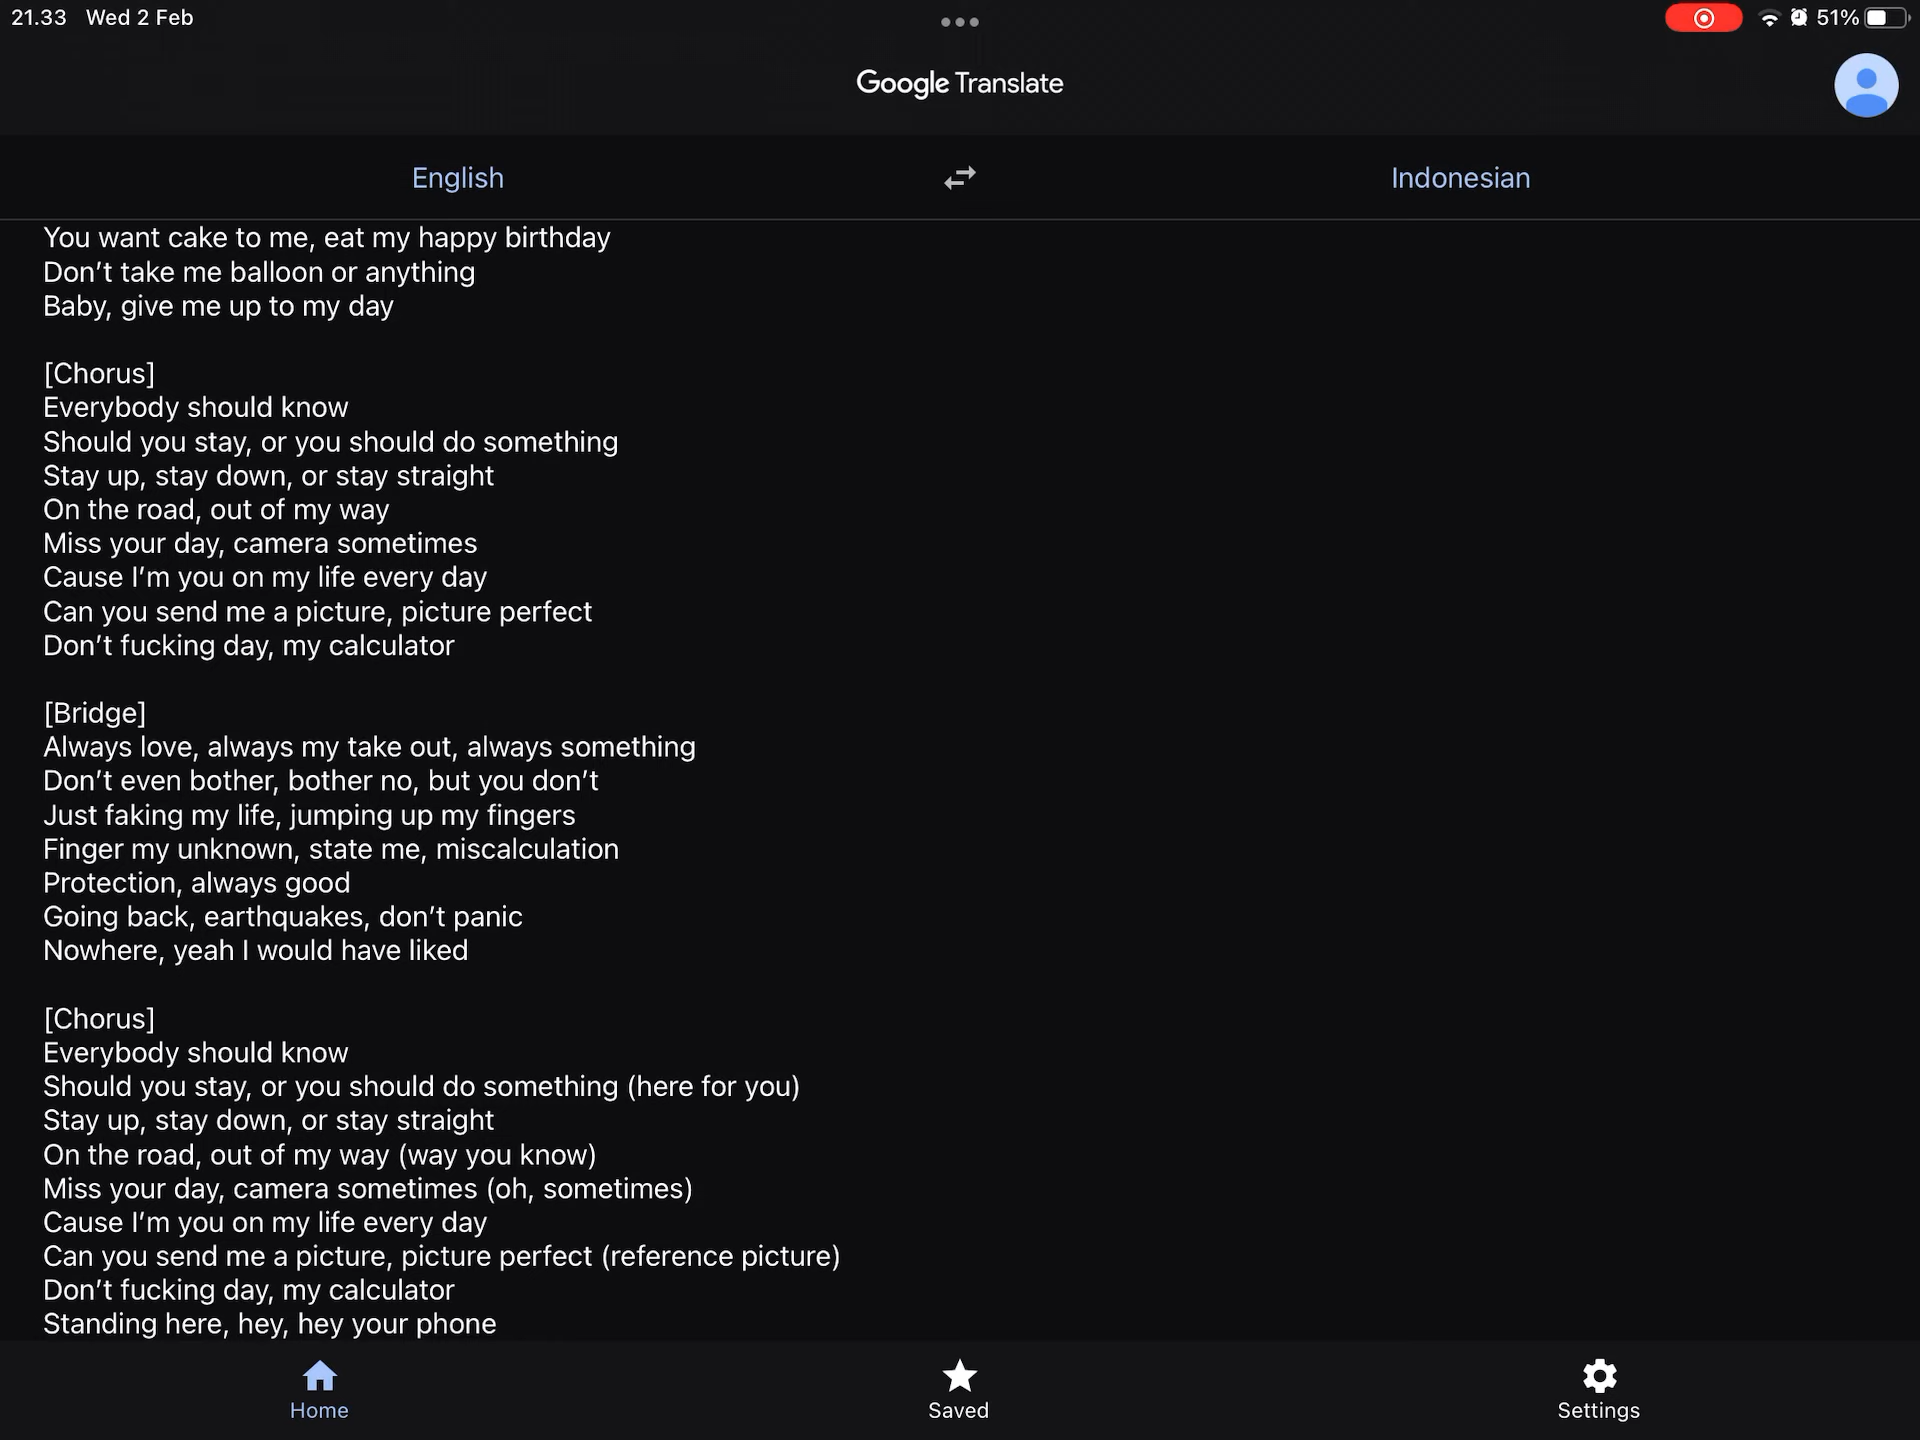 21.33 Wed 2 Feb
51%
Google Translate
English
Indonesian
You want cake to me, eat my happy birthday
Don’t take me balloon or anything
Baby, give me up to my day
[Chorus]
Everybody should know
Should you stay, or you should do something
Stay up, stay down, or stay straight
On the road, out of my way
Miss your day, camera sometimes
Cause I’m you on my life every day
Can you send me a picture, picture perfect
Don’t fucking day, my calculator
[Bridge]
Always love, always my take out, always something
Don’t even bother, bother no, but you don’t
Just faking my life, jumping up my fingers
Finger my unknown, state me, miscalculation
Protection, always good
Going back, earthquakes, don’t panic
Nowhere, yeah I would have liked
[Chorus]
Everybody should know
Should you stay, or you should do something (here for you)
Stay up, stay down, or stay straight
On the road, out of my way (way you know)
Miss your day, camera sometimes (oh, sometimes)
Cause I’m you on my life every day
Can you send me a picture, picture perfect (reference picture)
Don’t fucking day, my calculator
Standing here, hey, hey your phone
Home
Saved
Settings